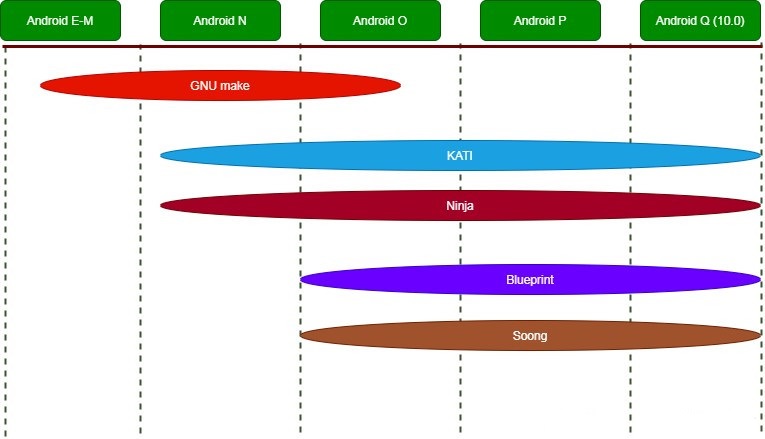 Android E-M
Android N
Android O
Android P
Android Q (10.0)
GNU make
KATI
Ninja
Blueprint
Soong